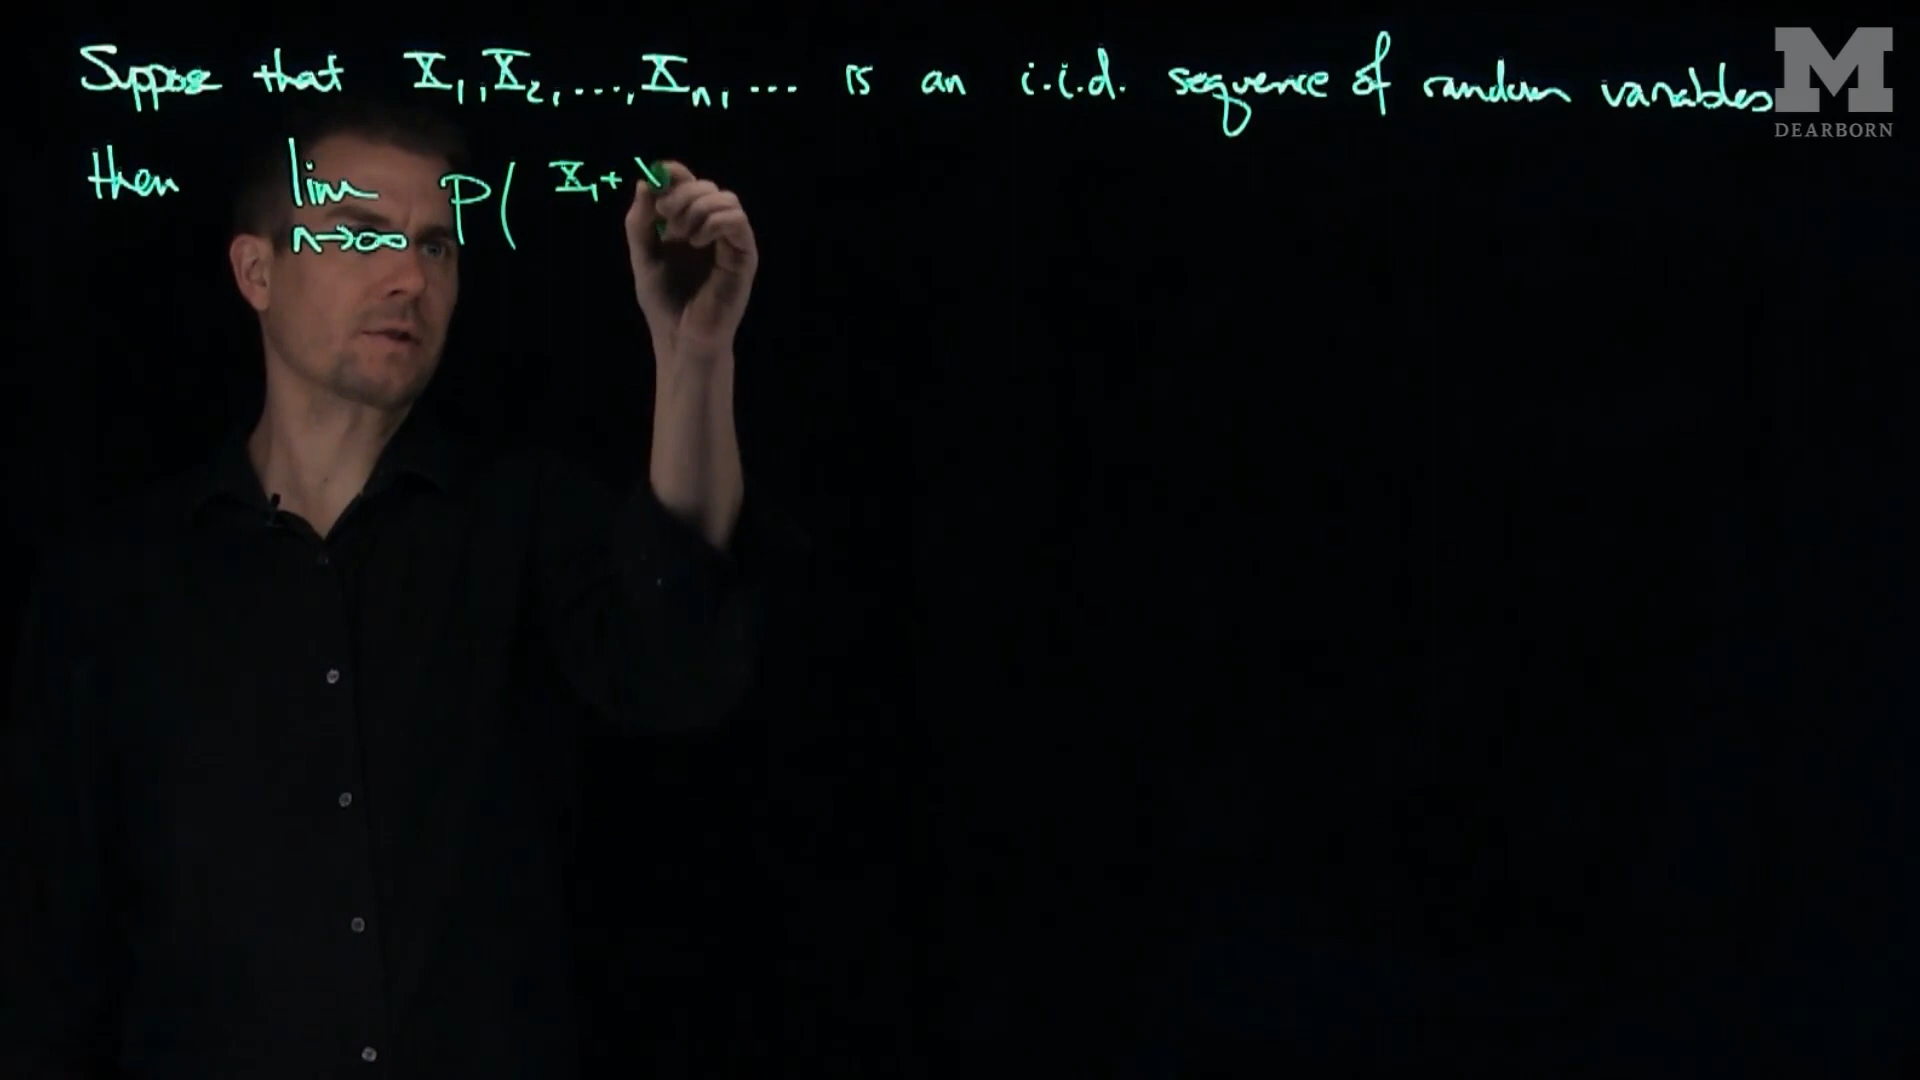 Suppose that X₁, X₂, ..., Xₙ, ... is an i.i.d. sequence of random variables
M
DEARBORN
then lim n→∞ P( X₁ +